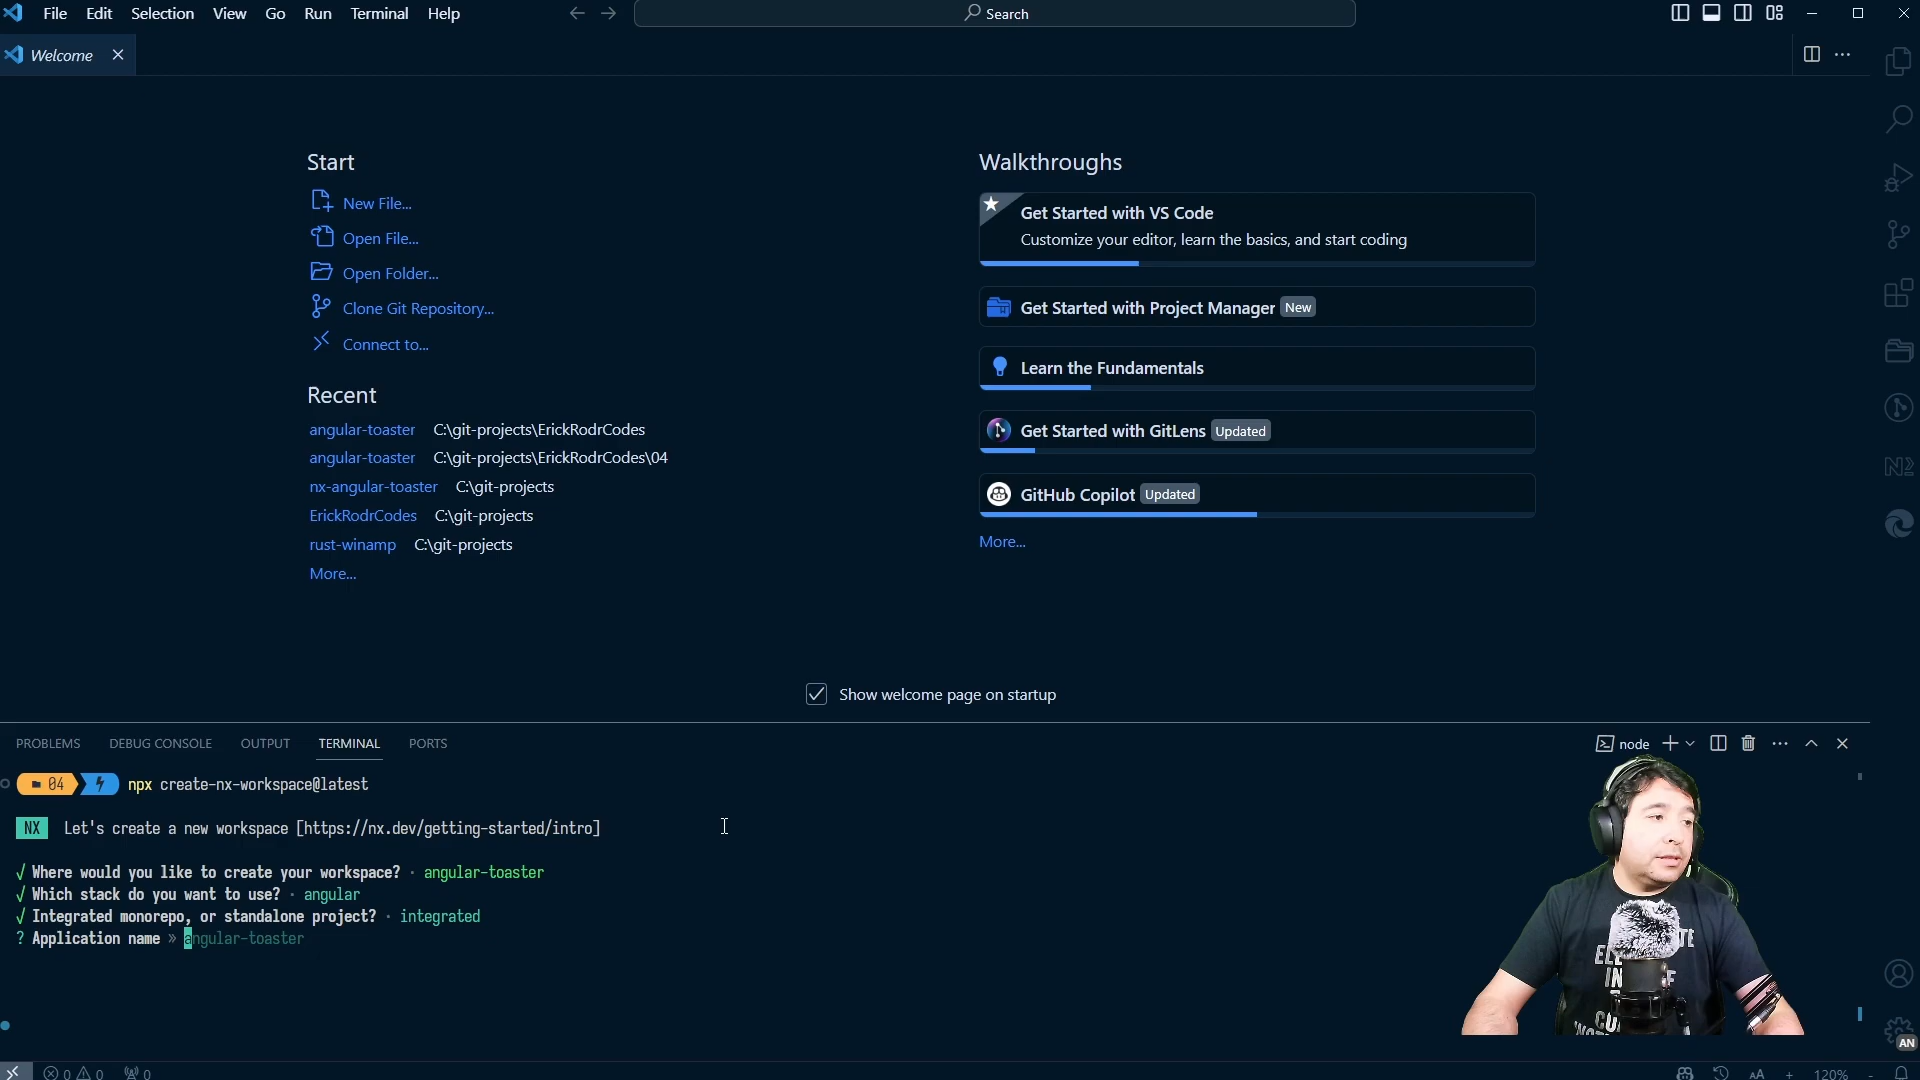 File Edit Selection View Go Run Terminal Help
Search
Welcome
Start
New File...
Open File...
Open Folder...
Clone Git Repository...
Connect to...
Recent
angular-toaster C:\git-projects\ErickRodrCodes
angular-toaster C:\git-projects\ErickRodrCodes\04
nx-angular-toaster C:\git-projects
ErickRodrCodes C:\git-projects
rust-winamp C:\git-projects
More...
Walkthroughs
Get Started with VS Code
Customize your editor, learn the basics, and start coding
Get Started with Project Manager New
Learn the Fundamentals
Get Started with GitLens Updated
GitHub Copilot Updated
More...
Show welcome page on startup
PROBLEMS DEBUG CONSOLE OUTPUT TERMINAL PORTS
node
04 npx create-nx-workspace@latest
NX Let's create a new workspace [https://nx.dev/getting-started/intro]
√ Where would you like to create your workspace? · angular-toaster
√ Which stack do you want to use? · angular
√ Integrated monorepo, or standalone project? · integrated
? Application name » angular-toaster
AN
0 0 0
AA + 120% -